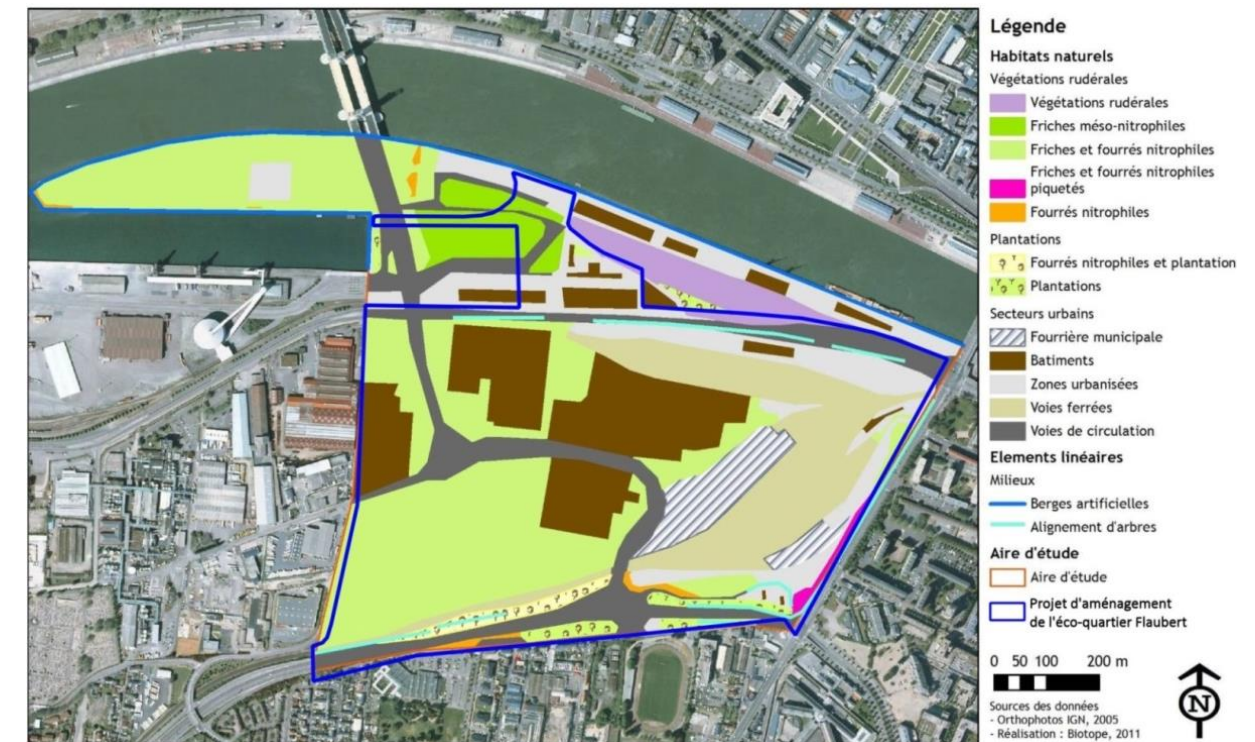 Légende
Habitats naturels
Végétations rudérales
Végétations rudérales
Friches méso-nitrophiles
Friches et fourrés nitrophiles
Friches et fourrés nitrophiles
piquetés
Fourrés nitrophiles
Plantations
Fourrés nitrophiles et plantation
Plantations
Secteurs urbains
Fourrière municipale
Batiments
Zones urbanisées
Voies ferrées
Voies de circulation
Elements linéaires
Milieux
Berges artificielles
Alignement d'arbres
Aire d'étude
Aire d'étude
Projet d'aménagement
de l'éco-quartier Flaubert
0 50 100 200 m
Sources des données
- Orthophotos IGN, 2005
- Réalisation : Biotope, 2011
N